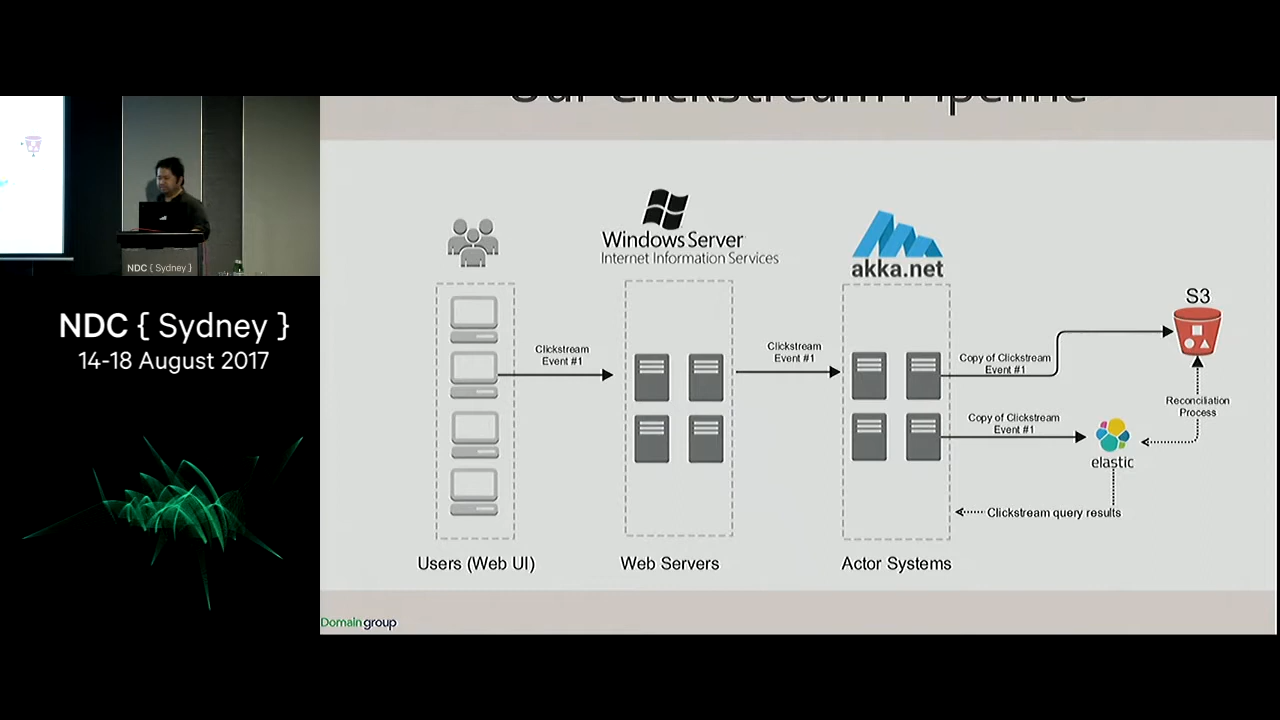 Our Clickstream Pipeline
NDC { Sydney }
NDC { Sydney }
14-18 August 2017
Windows Server
Internet Information Services
akka.net
S3
Clickstream
Event #1
Clickstream
Event #1
Copy of Clickstream
Event #1
Reconciliation
Process
Copy of Clickstream
Event #1
elastic
Clickstream query results
Users (Web UI)
Web Servers
Actor Systems
Domain group